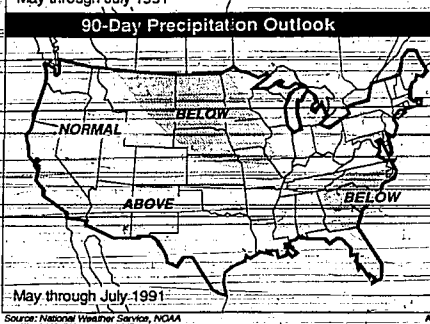 May through July 1991
90-Day Precipitation Outlook
NORMAL
BELOW
ABOVE
BELOW
May through July 1991
Source: National Weather Service, NOAA